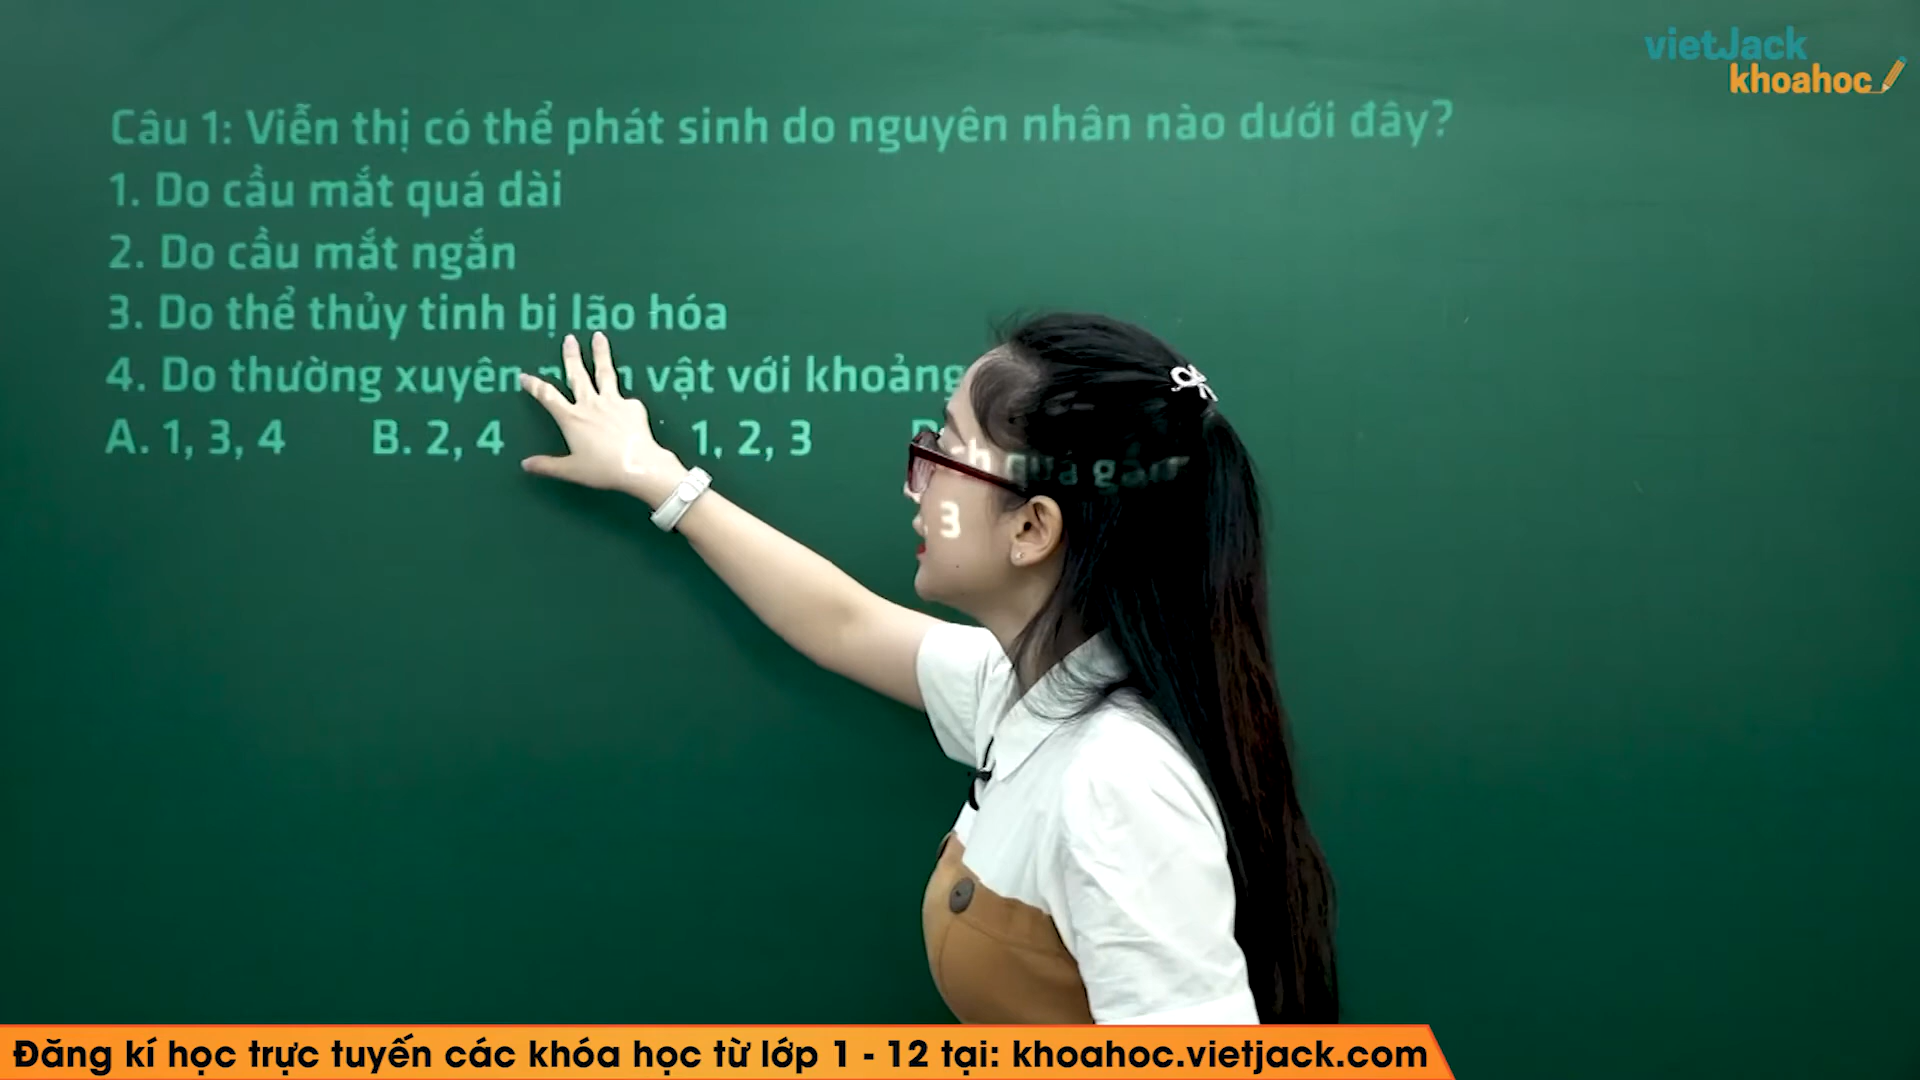 vietJack
khoahoc
Câu 1: Viễn thị có thể phát sinh do nguyên nhân nào dưới đây?
1. Do cầu mắt quá dài
2. Do cầu mắt ngắn
3. Do thể thủy tinh bị lão hóa
4. Do thường xuyên vật với khoảng
quá gần
A. 1, 3, 4 B. 2, 4 1, 2, 3 3
Đăng kí học trực tuyến các khóa học từ lớp 1 - 12 tại: khoahoc.vietjack.com